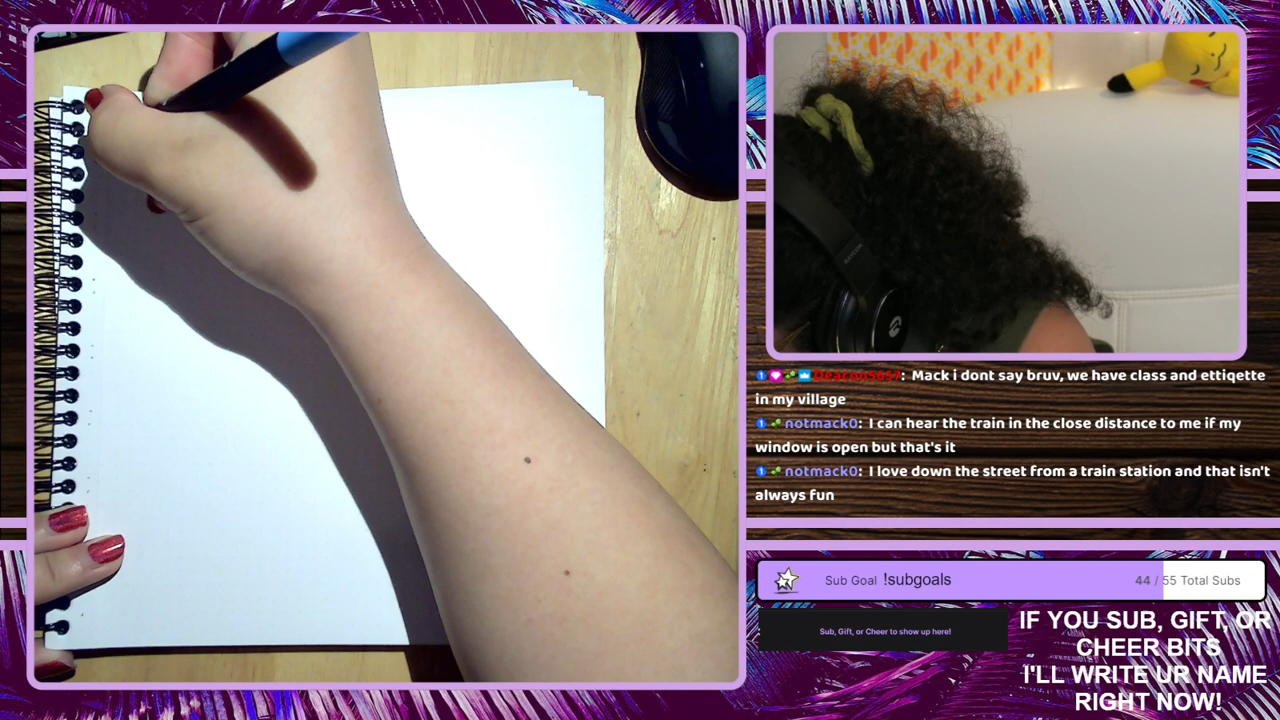 Deacon5657: Mack i dont say bruv, we have class and ettiqette
in my village
notmack0: I can hear the train in the close distance to me if my
window is open but that's it
notmack0: I love down the street from a train station and that isn't
always fun
Sub Goal !subgoals 44 / 55 Total Subs
Sub, Gift, or Cheer to show up here!
IF YOU SUB, GIFT, OR
CHEER BITS
I'LL WRITE UR NAME
RIGHT NOW!